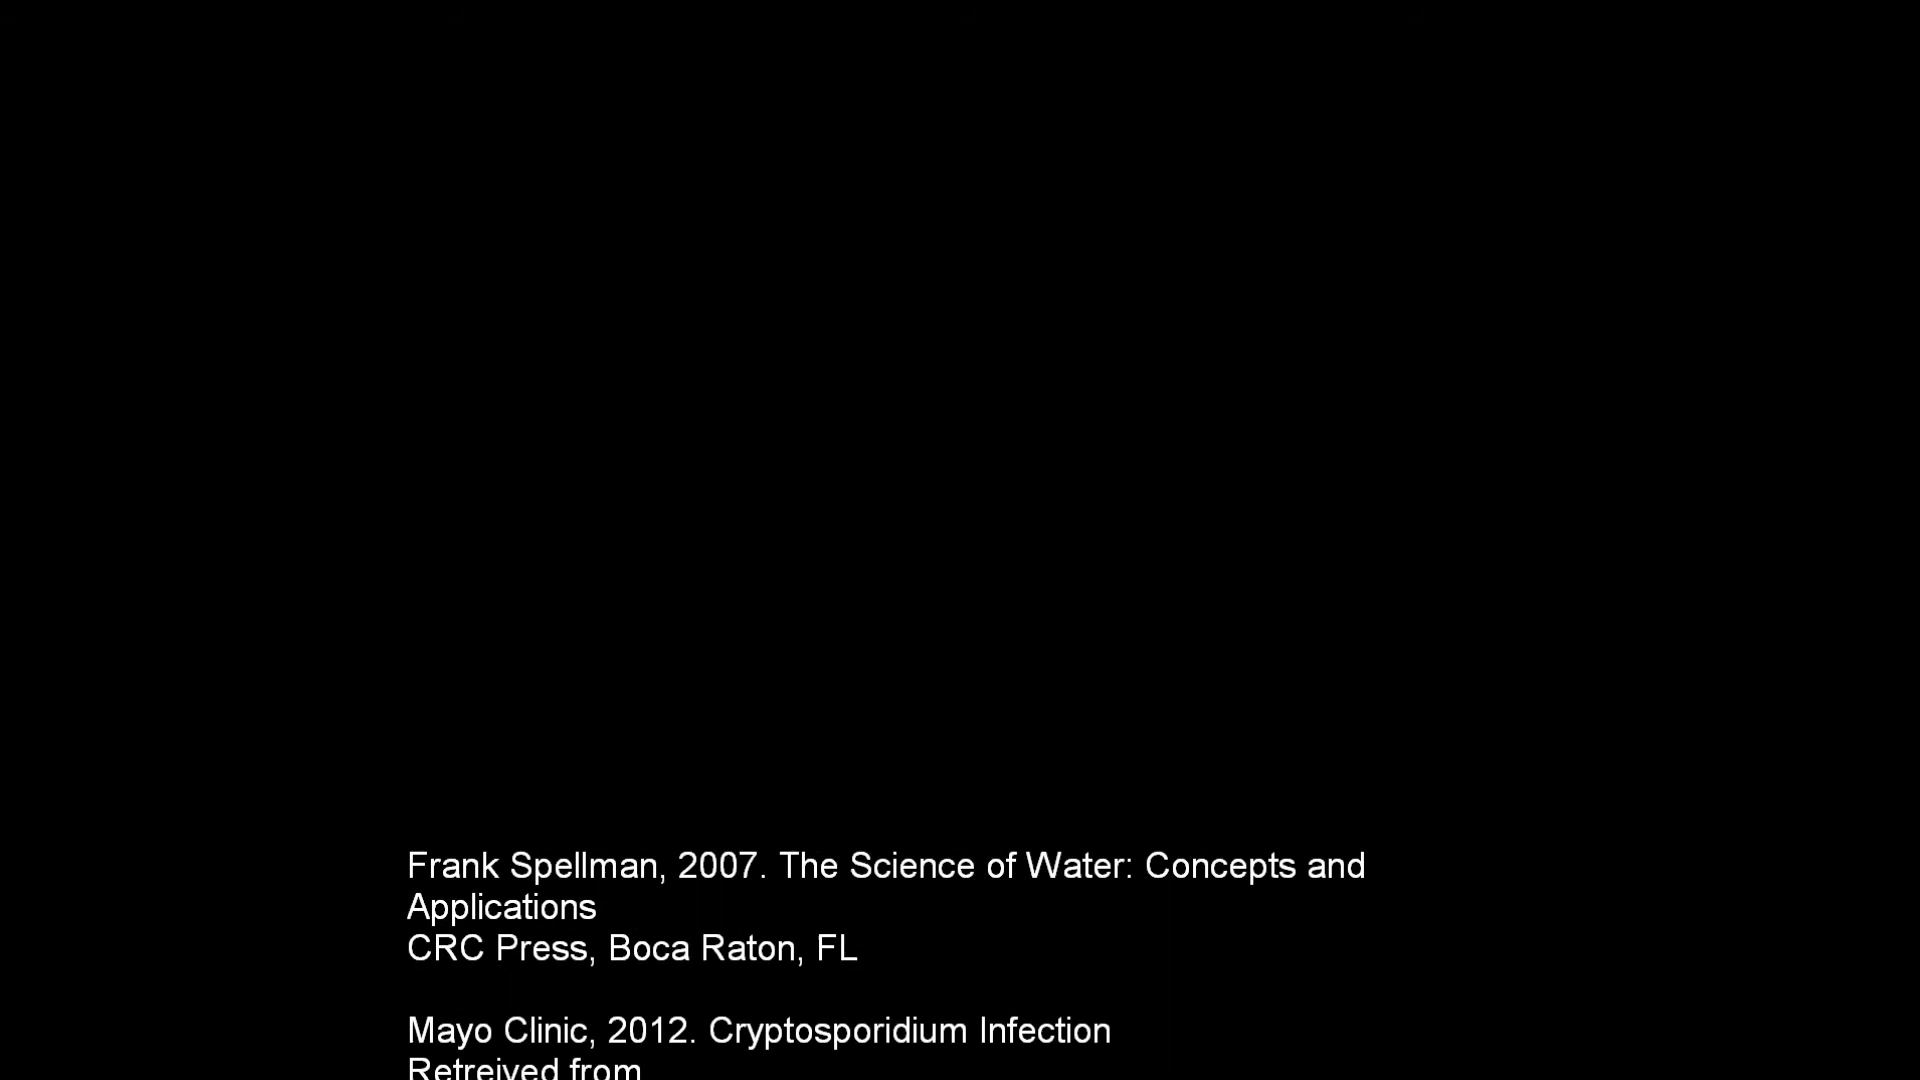 Frank Spellman, 2007. The Science of Water: Concepts and
Applications
CRC Press, Boca Raton, FL
Mayo Clinic, 2012. Cryptosporidium Infection
Retreived from